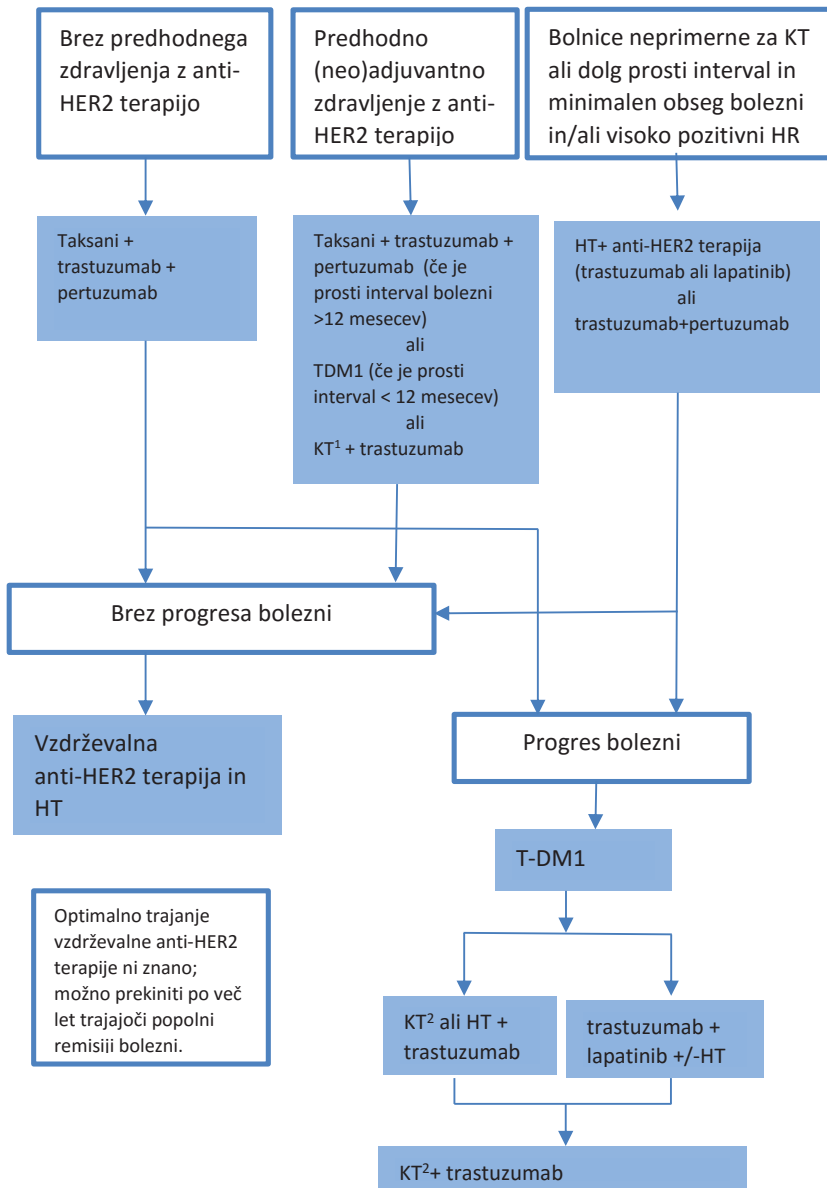 Brez predhodnega
zdravljenja z anti-
HER2 terapijo
Predhodno
(neo)adjuvantno
zdravljenje z anti-
HER2 terapijo
Bolnice neprimerne za KT
ali dolg prosti interval in
minimalen obseg bolezni
in/ali visoko pozitivni HR
Taksani +
trastuzumab +
pertuzumab
Taksani + trastuzumab +
pertuzumab (če je
prosti interval bolezni
>12 mesecev)
ali
TDM1 (če je prosti
interval < 12 mesecev)
ali
KT¹ + trastuzumab
HT+ anti-HER2 terapija
(trastuzumab ali lapatinib)
ali
trastuzumab+pertuzumab
Brez progresa bolezni
Vzdrževalna
anti-HER2 terapija in
HT
Progres bolezni
T-DM1
Optimalno trajanje
vzdrževalne anti-HER2
terapije ni znano;
možno prekiniti po več
let trajajoči popolni
remisiji bolezni.
KT² ali HT +
trastuzumab
trastuzumab +
lapatinib +/-HT
KT²+ trastuzumab